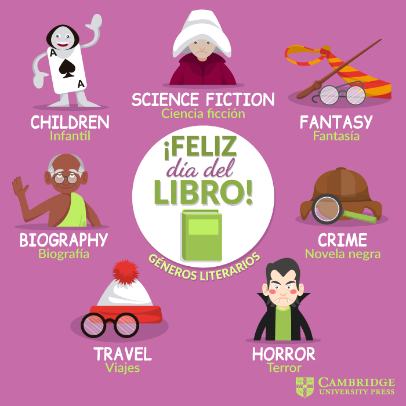 A
A
CHILDREN
Infantil
SCIENCE FICTION
Ciencia ficción
FANTASY
Fantasía
¡FELIZ
día del
LIBRO!
GÉNEROS LITERARIOS
BIOGRAPHY
Biografía
CRIME
Novela negra
TRAVEL
Viajes
HORROR
Terror
CAMBRIDGE
UNIVERSITY PRESS